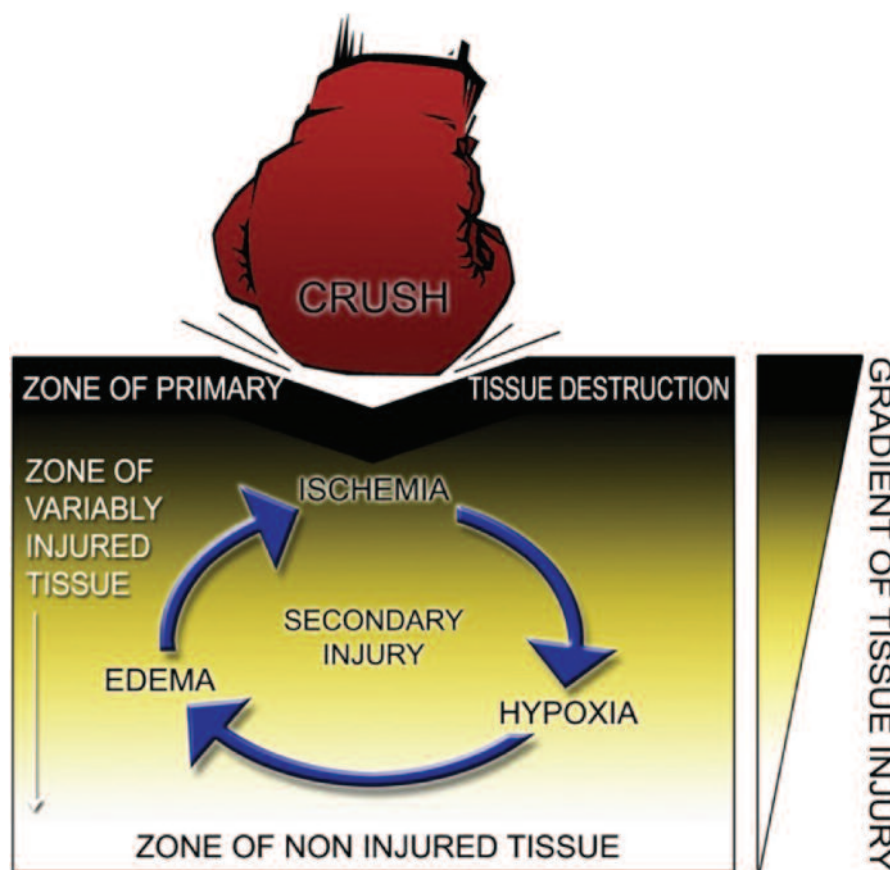 CRUSH
ZONE OF PRIMARY TISSUE DESTRUCTION
ZONE OF
VARIABLY
INJURED
TISSUE
ISCHEMIA
SECONDARY
INJURY
EDEMA
HYPOXIA
ZONE OF NON INJURED TISSUE
GRADIENT OF TISSUE INJURY